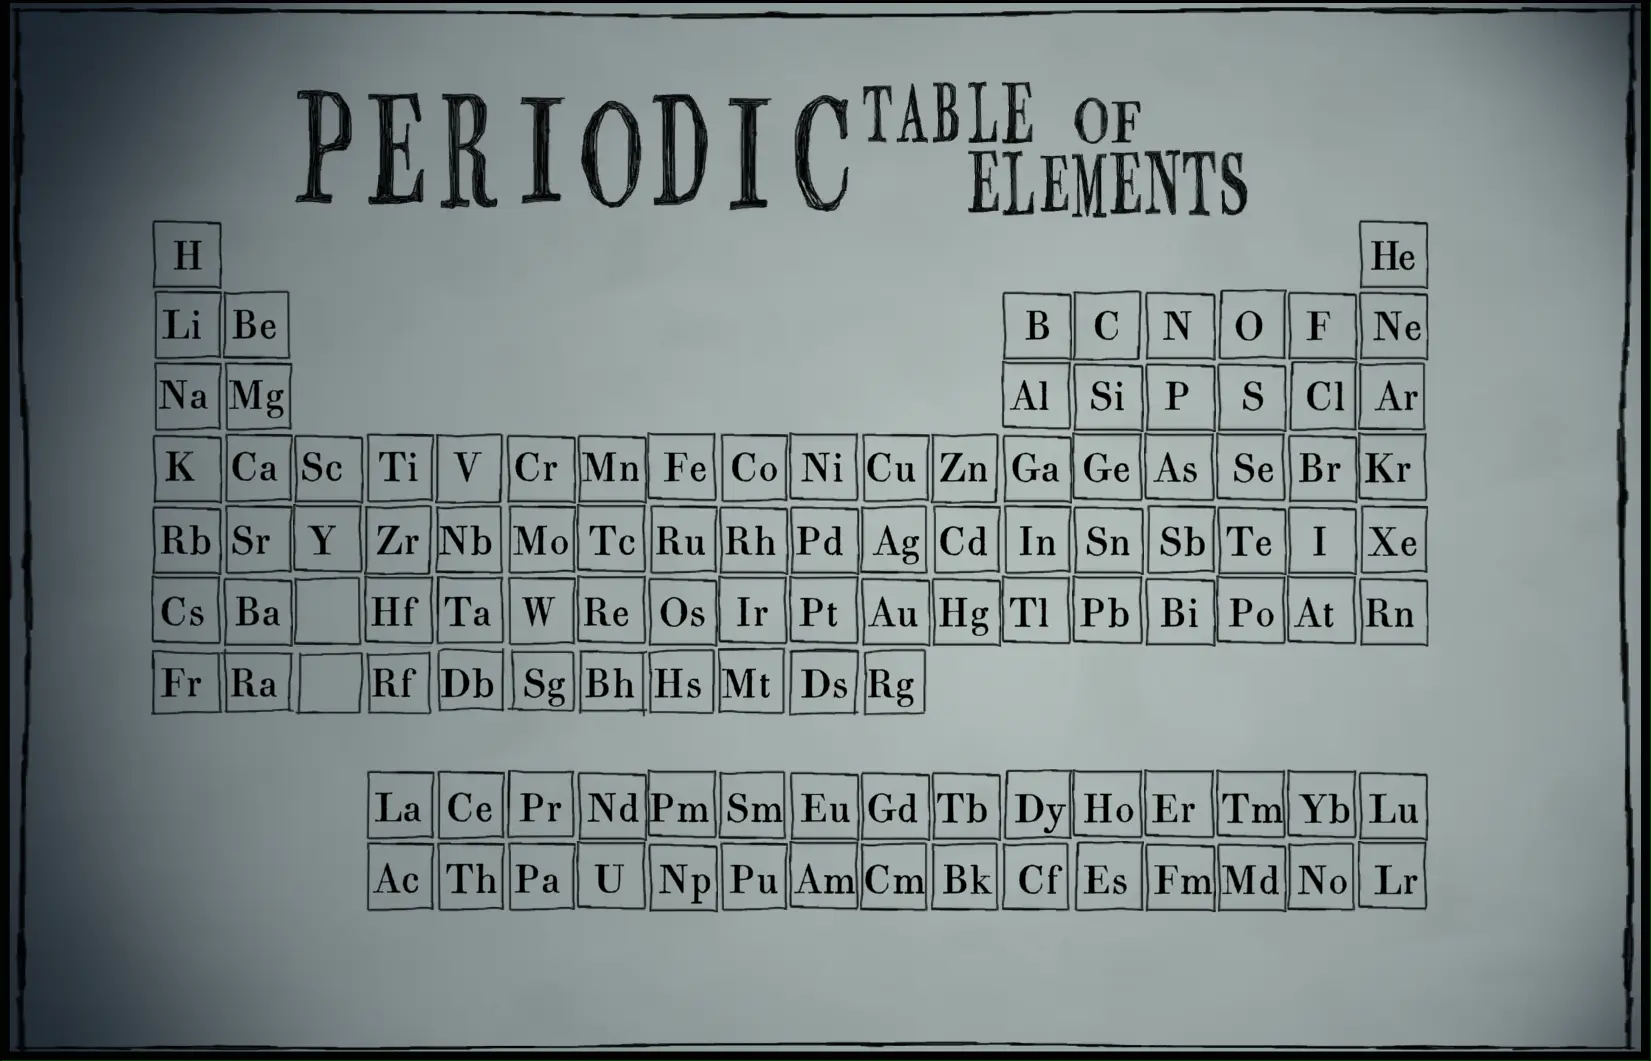 PERIODIC TABLE OF
ELEMENTS
H He
Li Be B C N O F Ne
Na Mg Al Si P S Cl Ar
K Ca Sc Ti V Cr Mn Fe Co Ni Cu Zn Ga Ge As Se Br Kr
Rb Sr Y Zr Nb Mo Tc Ru Rh Pd Ag Cd In Sn Sb Te I Xe
Cs Ba Hf Ta W Re Os Ir Pt Au Hg Tl Pb Bi Po At Rn
Fr Ra Rf Db Sg Bh Hs Mt Ds Rg
La Ce Pr Nd Pm Sm Eu Gd Tb Dy Ho Er Tm Yb Lu
Ac Th Pa U Np Pu Am Cm Bk Cf Es Fm Md No Lr